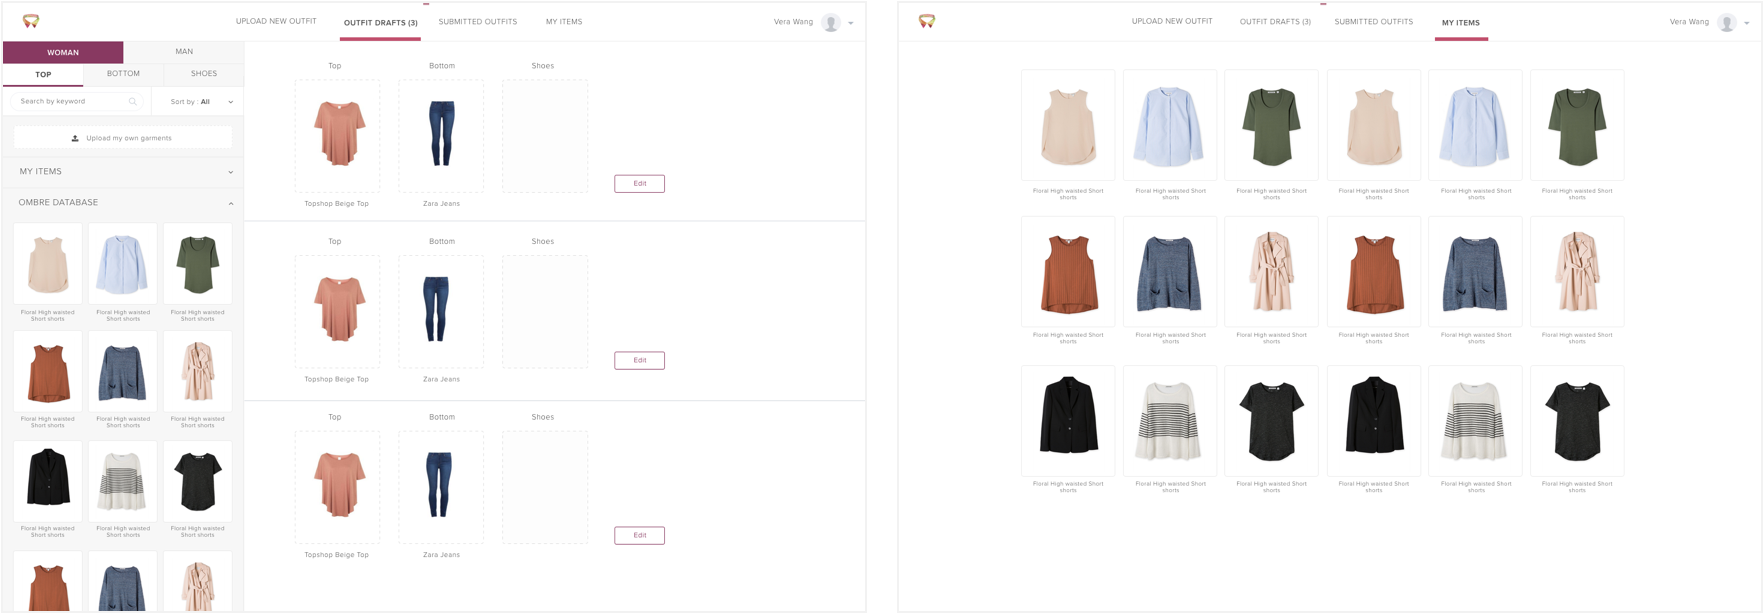 UPLOAD NEW OUTFIT
OUTFIT DRAFTS (3)
SUBMITTED OUTFITS
MY ITEMS
Vera Wang
WOMAN
MAN
TOP
BOTTOM
SHOES
Search by keyword
Sort by : All
Upload my own garments
MY ITEMS
OMBRE DATABASE
Floral High waisted
Short shorts
Floral High waisted
Short shorts
Floral High waisted
Short shorts
Floral High waisted
Short shorts
Floral High waisted
Short shorts
Floral High waisted
Short shorts
Floral High waisted
Short shorts
Floral High waisted
Short shorts
Floral High waisted
Short shorts
Top
Bottom
Shoes
Topshop Beige Top
Zara Jeans
Edit
Top
Bottom
Shoes
Topshop Beige Top
Zara Jeans
Edit
Top
Bottom
Shoes
Topshop Beige Top
Zara Jeans
Edit
UPLOAD NEW OUTFIT
OUTFIT DRAFTS (3)
SUBMITTED OUTFITS
MY ITEMS
Vera Wang
Floral High waisted Short
shorts
Floral High waisted Short
shorts
Floral High waisted Short
shorts
Floral High waisted Short
shorts
Floral High waisted Short
shorts
Floral High waisted Short
shorts
Floral High waisted Short
shorts
Floral High waisted Short
shorts
Floral High waisted Short
shorts
Floral High waisted Short
shorts
Floral High waisted Short
shorts
Floral High waisted Short
shorts
Floral High waisted Short
shorts
Floral High waisted Short
shorts
Floral High waisted Short
shorts
Floral High waisted Short
shorts
Floral High waisted Short
shorts
Floral High waisted Short
shorts